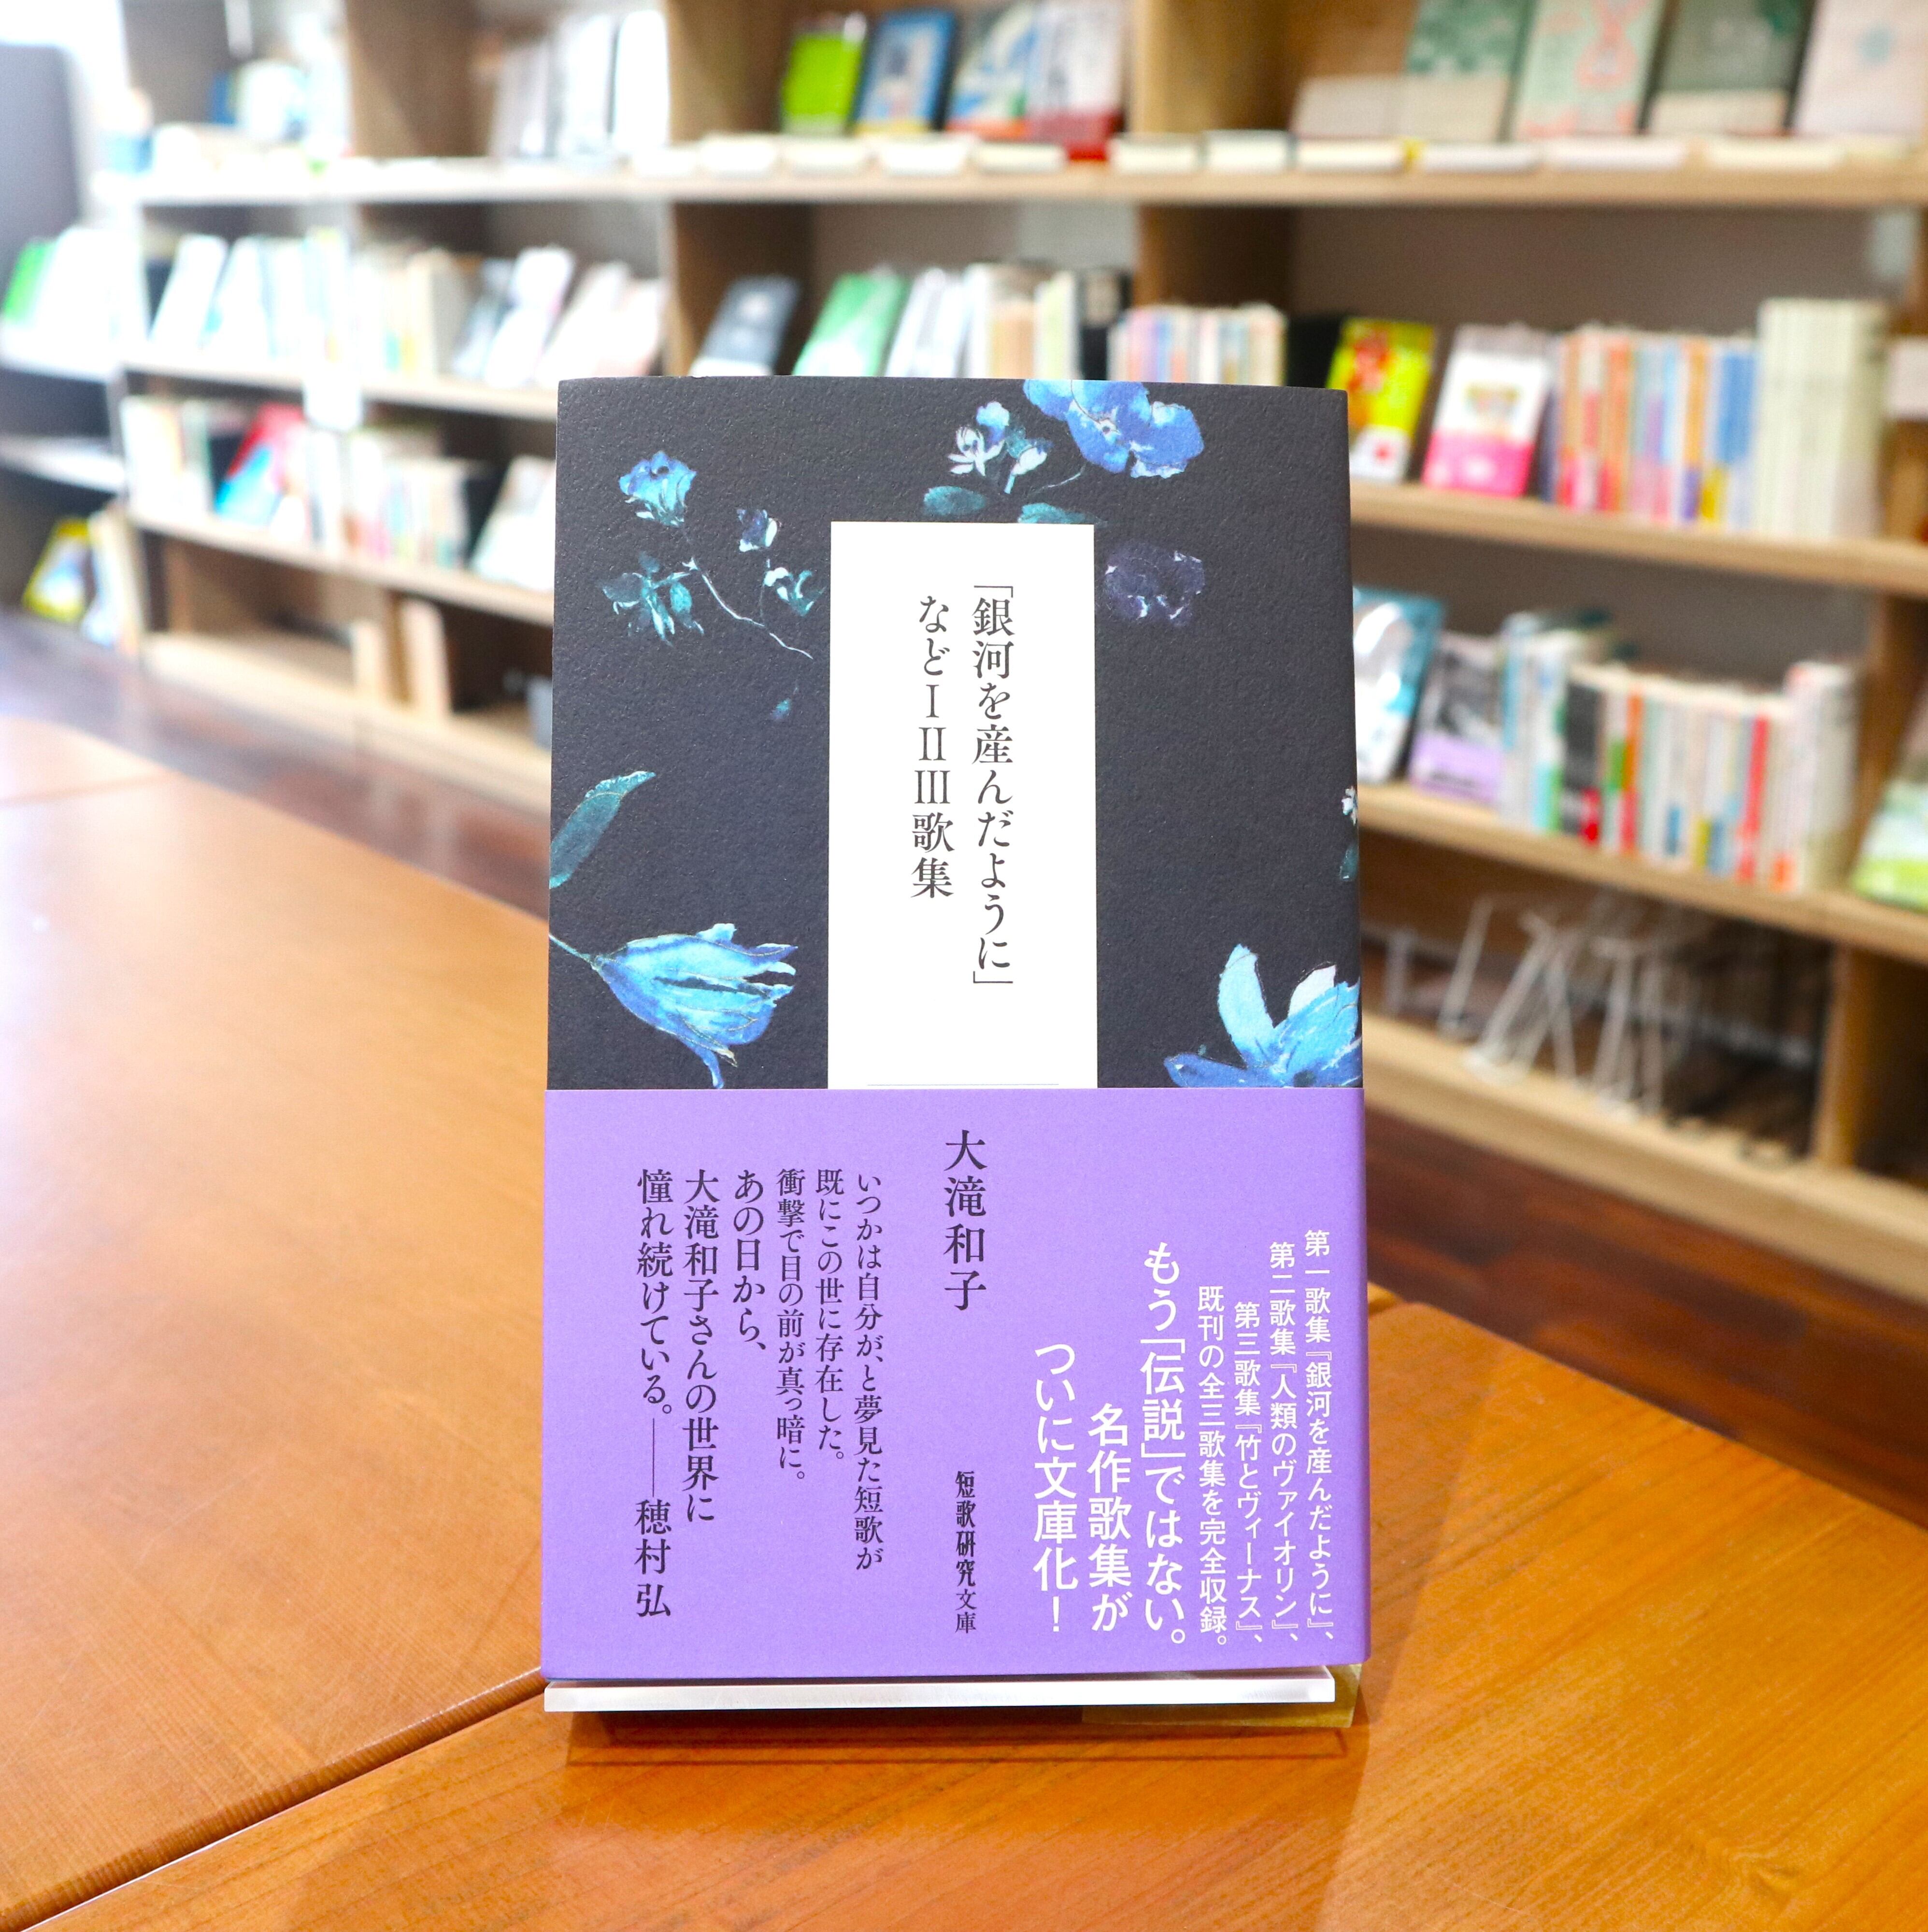 「銀河を産んだように」
などⅠⅡⅢ歌集
第一歌集『銀河を産んだように』、
第二歌集『人類のヴァイオリン』、
第三歌集『竹とヴィーナス』、
既刊の全三歌集を完全収録。
もう「伝説」ではない。
名作歌集が
ついに文庫化！
大滝和子
短歌研究文庫
いつかは自分が、と夢見た短歌が
既にこの世に存在した。
衝撃で目の前が真っ暗に。
あの日から、
大滝和子さんの世界に
憧れ続けている。――穂村弘